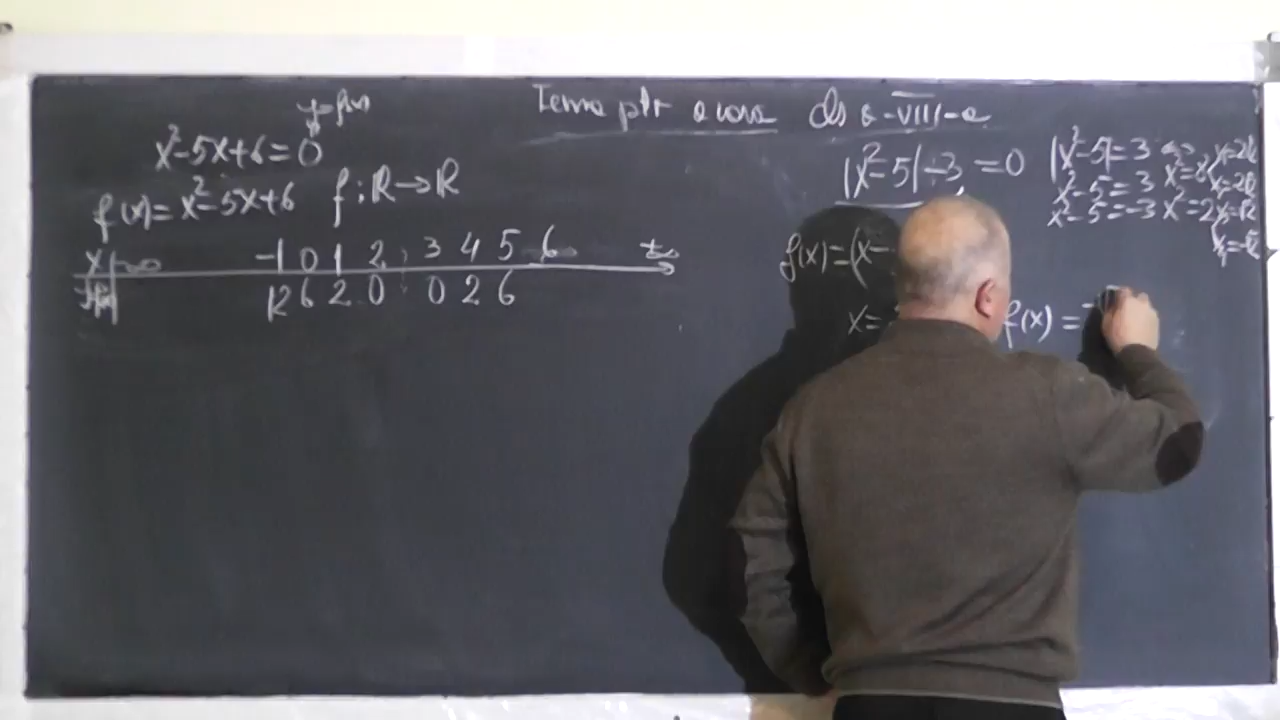 Tema ptr acasa cls a-VIII-a
y=f(x)
x²-5x+6=0
f(x)=x²-5x+6 f:R→R
x -∞ -1 0 1 2 3 4 5 6 +∞
f(x) 12 6 2 0 0 2 6
|x²-5|-3=0
|x²-5|=3
x²-5=3 x²=8
x²-5=-3 x²=2
f(x)=(x-
x=
f(x)=